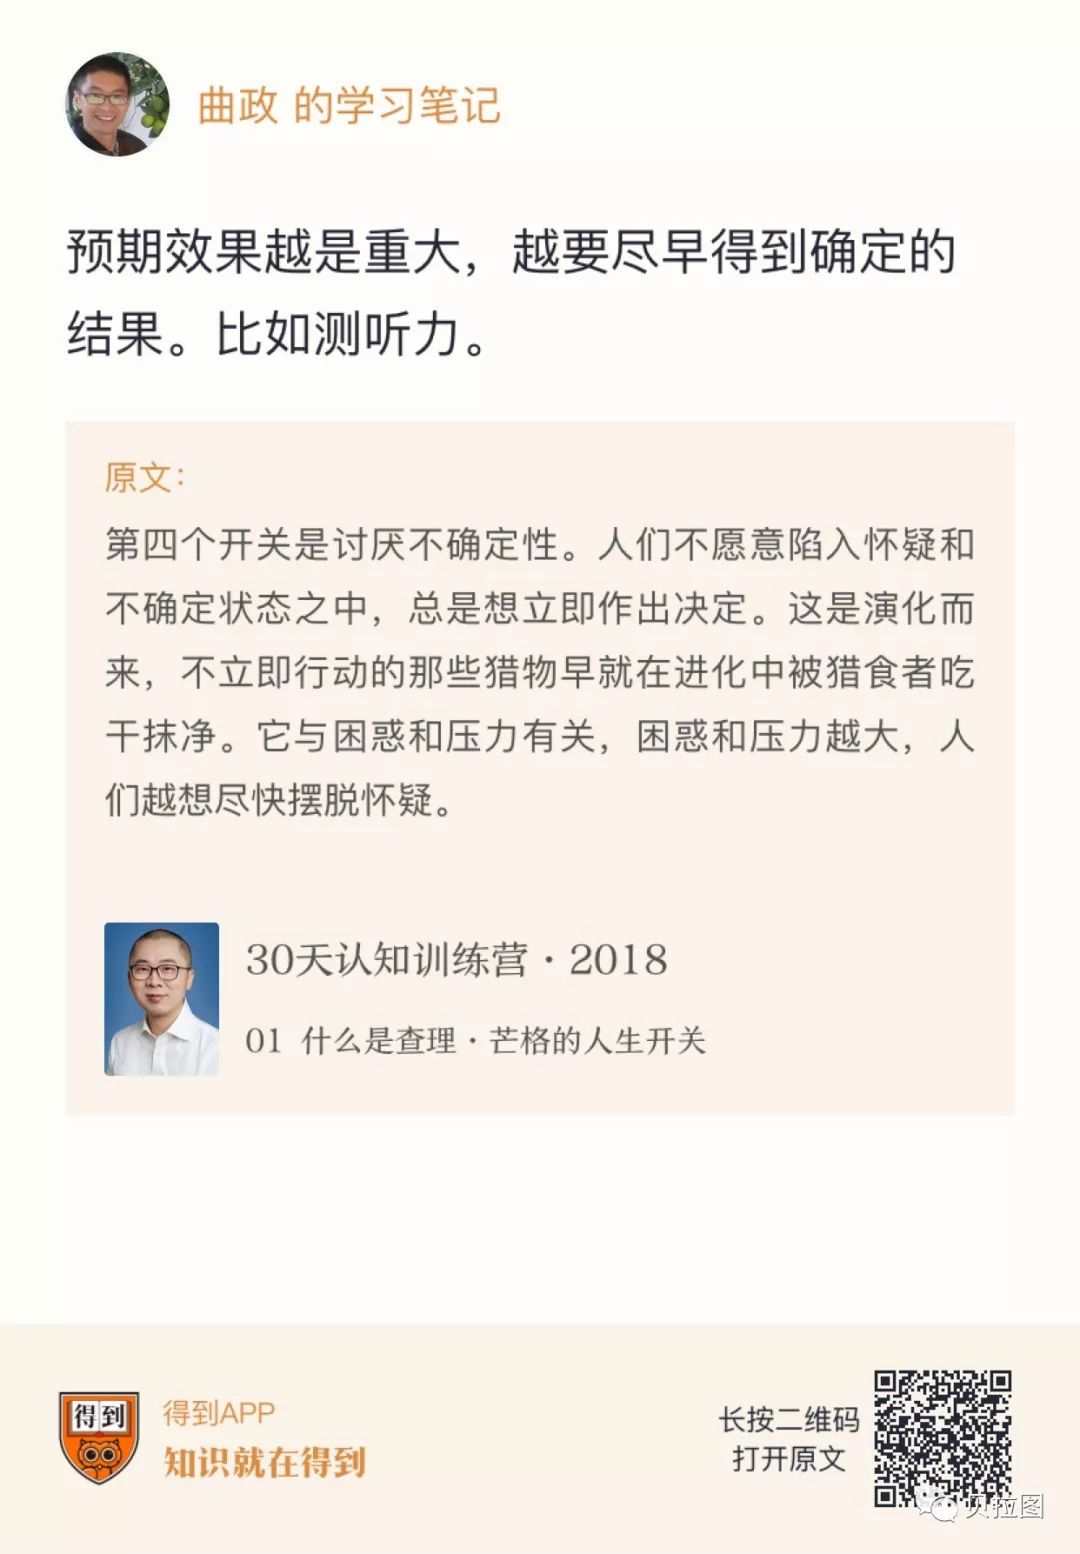 曲政 的学习笔记
预期效果越是重大，越要尽早得到确定的
结果。比如测听力。
原文：
第四个开关是讨厌不确定性。人们不愿意陷入怀疑和
不确定状态之中，总是想立即作出决定。这是演化而
来，不立即行动的那些猎物早就在进化中被猎食者吃
干抹净。它与困惑和压力有关，困惑和压力越大，人
们越想尽快摆脱怀疑。
30天认知训练营·2018
01 什么是查理·芒格的人生开关
得到
得到APP
知识就在得到
长按二维码
打开原文
贝拉图